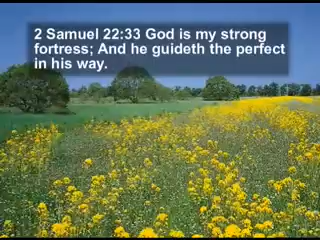 2 Samuel 22:33 God is my strong
fortress; And he guideth the perfect
in his way.